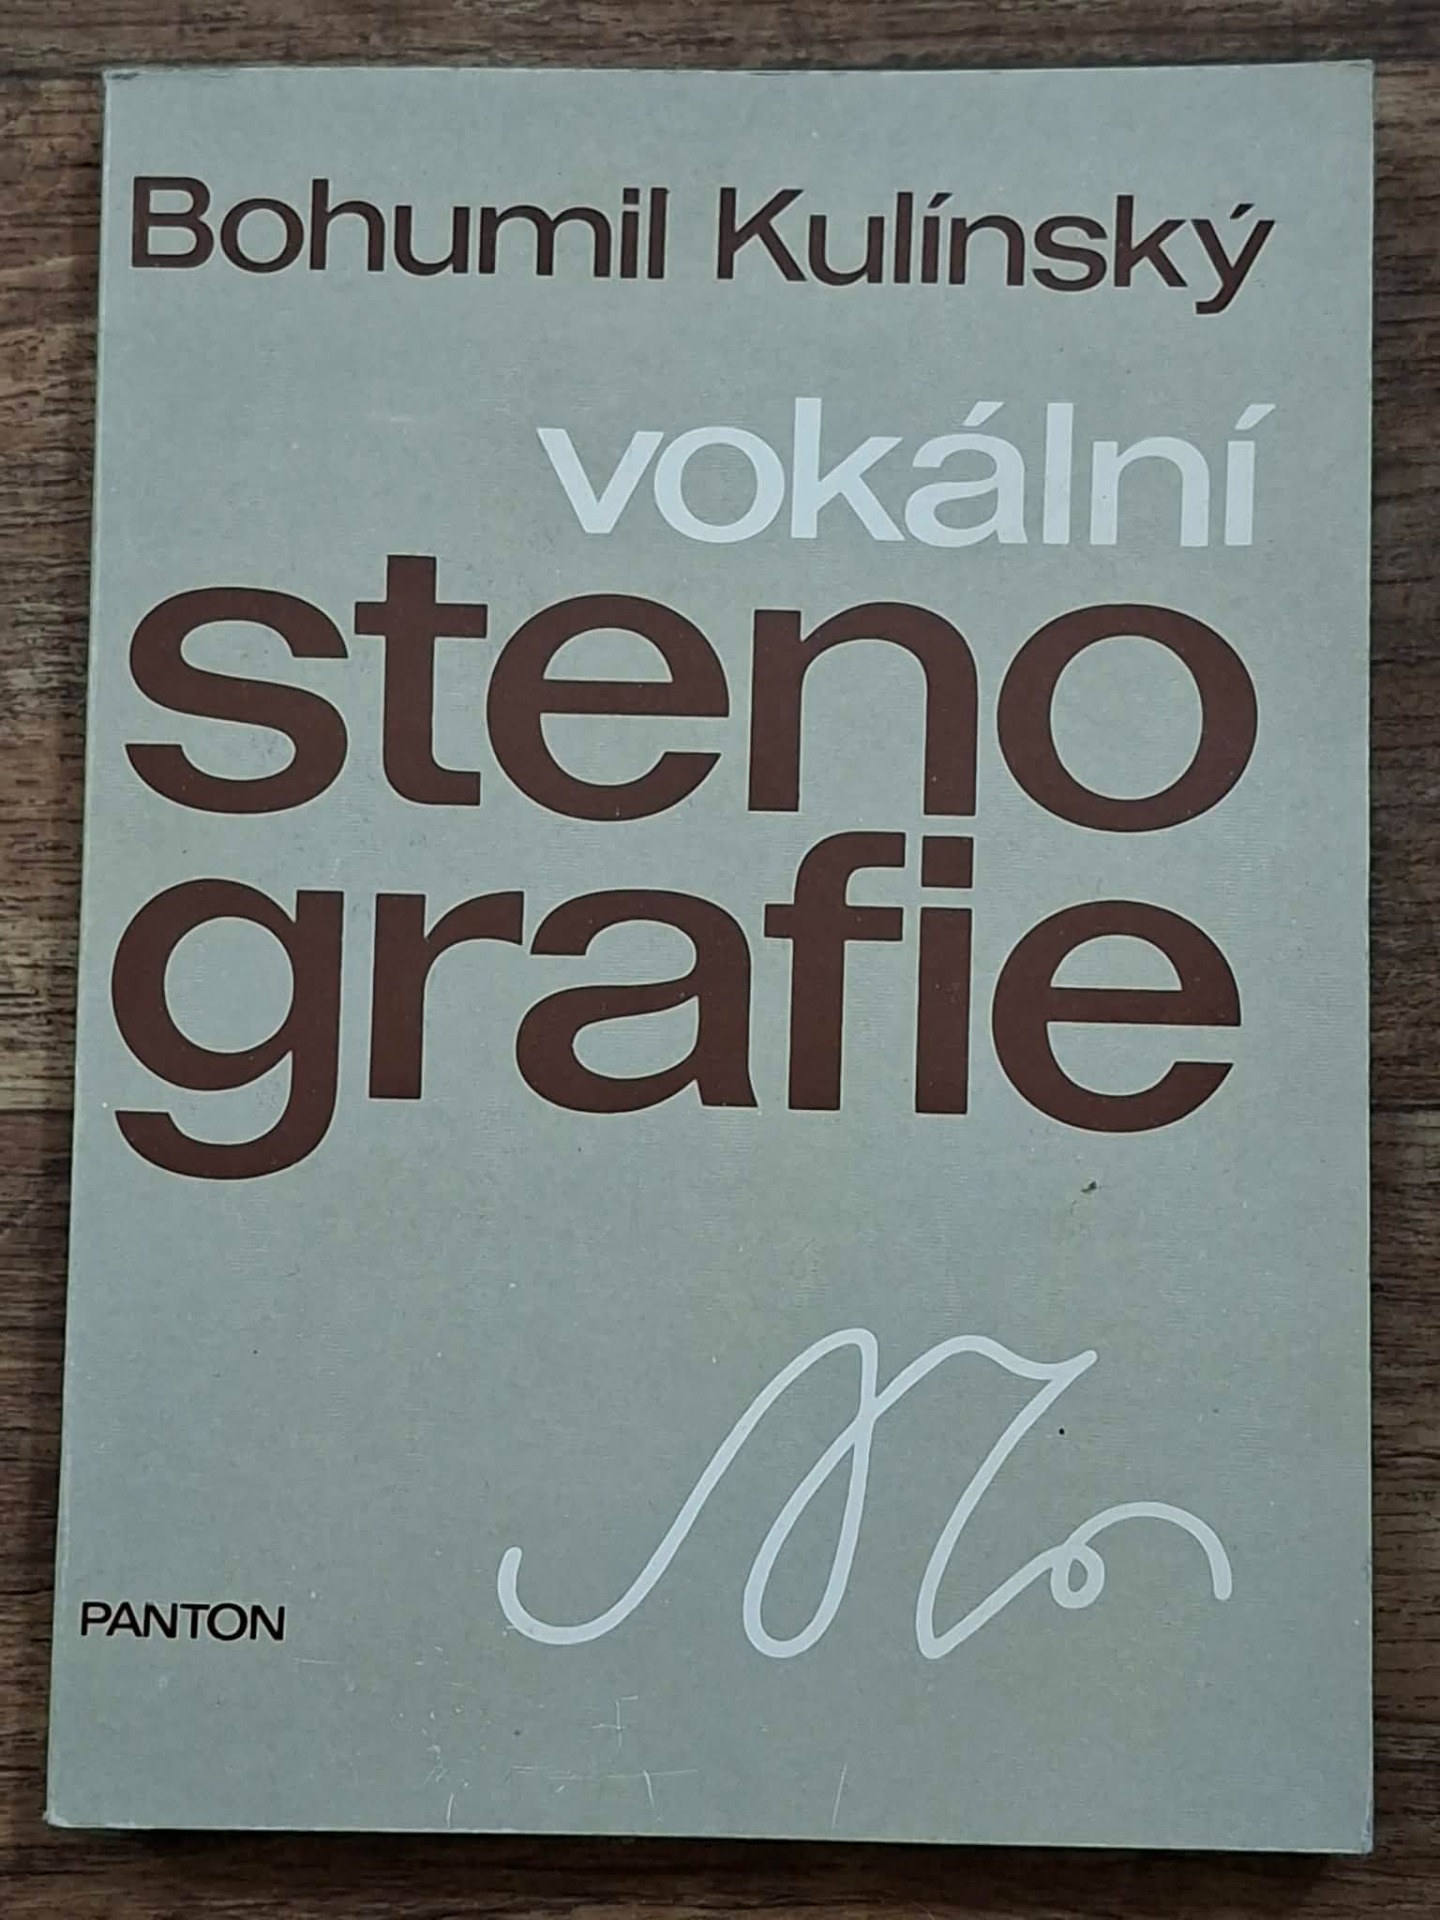 Bohumil Kulínský
vokální
steno
grafie
PANTON